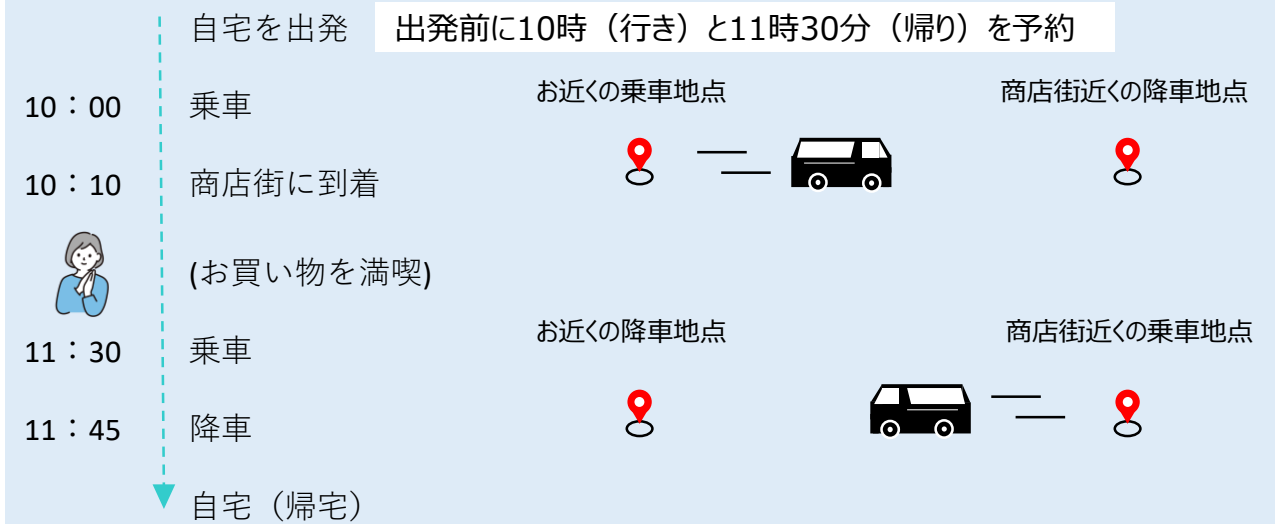 自宅を出発 出発前に10時（行き）と11時30分（帰り）を予約
お近くの乗車地点 商店街近くの降車地点
10：00 乗車
10：10 商店街に到着
(お買い物を満喫)
お近くの降車地点 商店街近くの乗車地点
11：30 乗車
11：45 降車
自宅（帰宅）